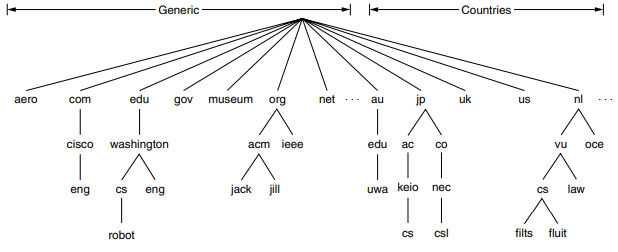 Generic Countries
aero com edu gov museum org net · · · au jp uk us nl · · ·
cisco washington acm ieee edu ac co vu oce
eng cs eng jack jill uwa keio nec cs law
robot cs csl filts fluit